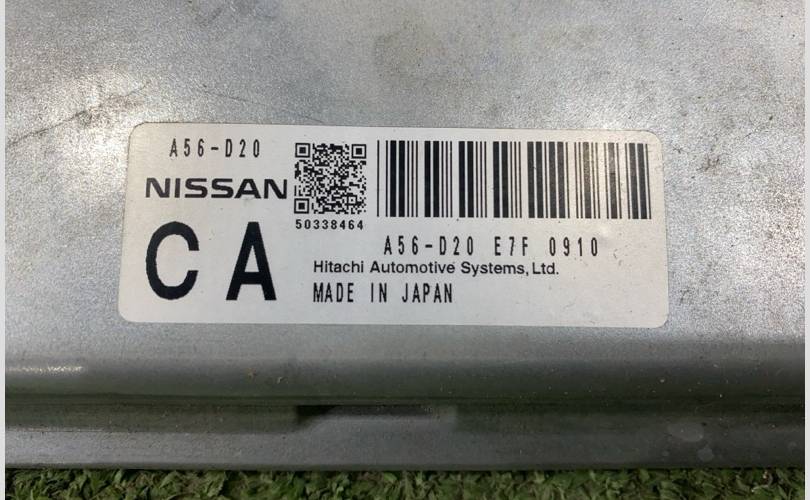 A56-D20
NISSAN
50338464
CA
A56-D20 E7F 0910
Hitachi Automotive Systems, Ltd.
MADE IN JAPAN